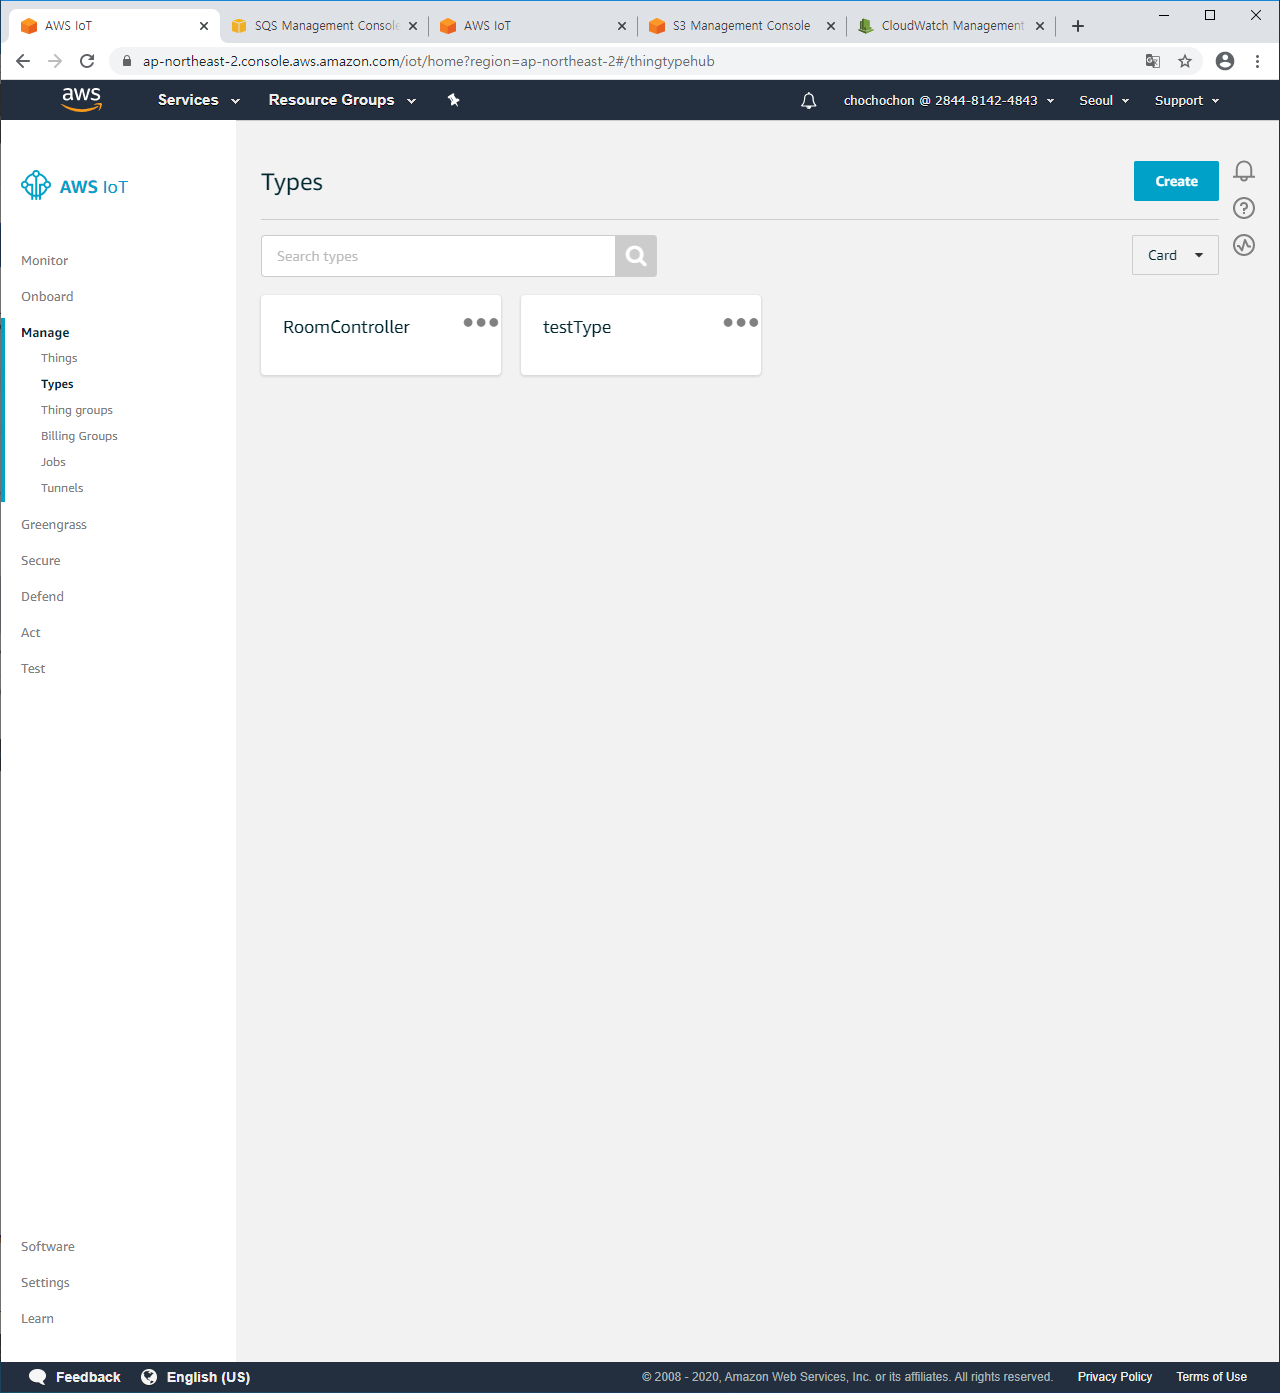 AWS IoT
SQS Management Console
AWS IoT
S3 Management Console
CloudWatch Management
ap-northeast-2.console.aws.amazon.com/iot/home?region=ap-northeast-2#/thingtypehub
aws
Services
Resource Groups
chochochon @ 2844-8142-4843
Seoul
Support
AWS IoT
Monitor
Onboard
Manage
Things
Types
Thing groups
Billing Groups
Jobs
Tunnels
Greengrass
Secure
Defend
Act
Test
Software
Settings
Learn
Types
Create
Search types
Card
RoomController
testType
Feedback
English (US)
© 2008 - 2020, Amazon Web Services, Inc. or its affiliates. All rights reserved.
Privacy Policy
Terms of Use